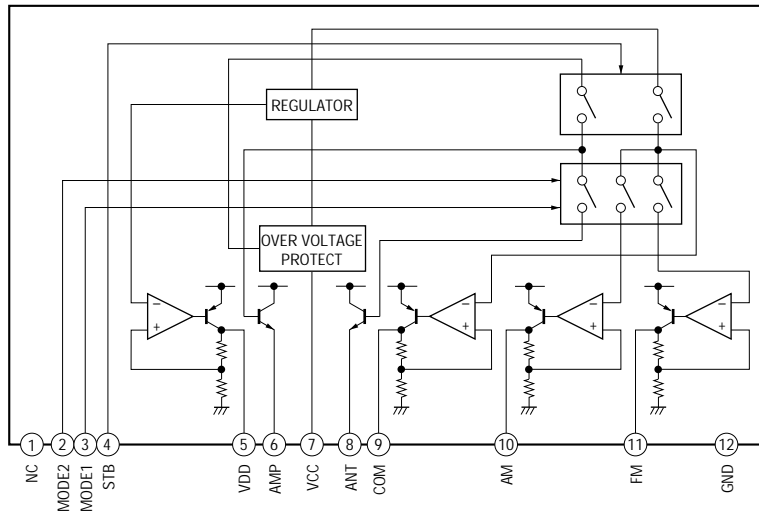 REGULATOR
OVER VOLTAGE
PROTECT
−
+
−
+
−
+
−
+
1
2
3
4
5
6
7
8
9
10
11
12
NC
MODE2
MODE1
STB
VDD
AMP
VCC
ANT
COM
AM
FM
GND